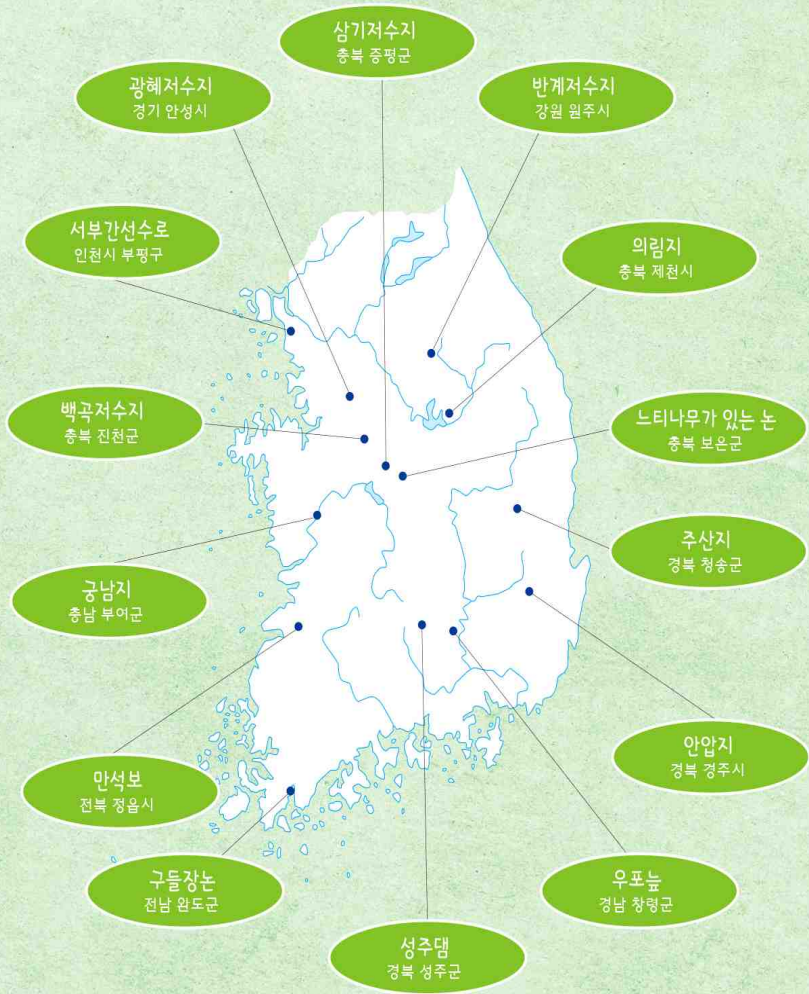 삼기저수지
충북 증평군
광혜저수지
경기 안성시
반계저수지
강원 원주시
서부간선수로
인천시 부평구
의림지
충북 제천시
백곡저수지
충북 진천군
느티나무가 있는 논
충북 보은군
주산지
경북 청송군
궁남지
충남 부여군
안압지
경북 경주시
만석보
전북 정읍시
구들장논
전남 완도군
우포늪
경남 창령군
성주댐
경북 성주군